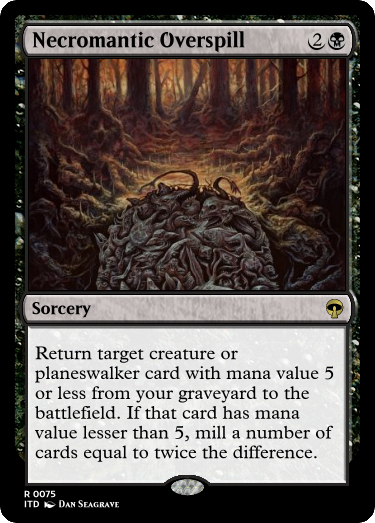 Necromantic Overspill 2
Sorcery
Return target creature or
planeswalker card with mana value 5
or less from your graveyard to the
battlefield. If that card has mana
value lesser than 5, mill a number of
cards equal to twice the difference.
R 0075
ITD DAN SEAGRAVE